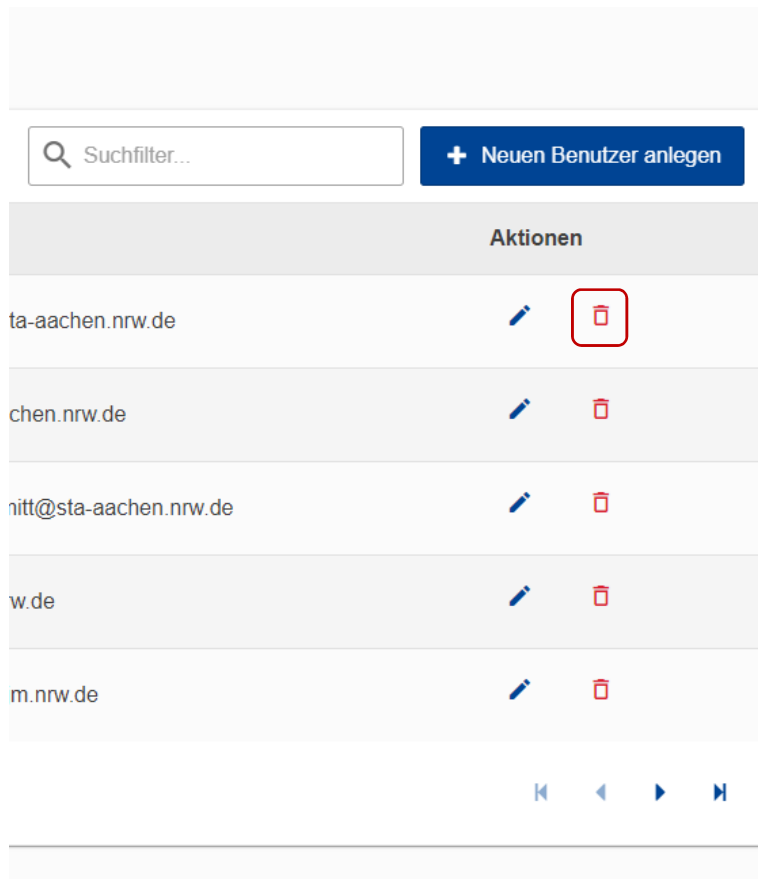 Suchfilter...
Neuen Benutzer anlegen
Aktionen
ta-aachen.nrw.de
chen.nrw.de
nitt@sta-aachen.nrw.de
w.de
m.nrw.de